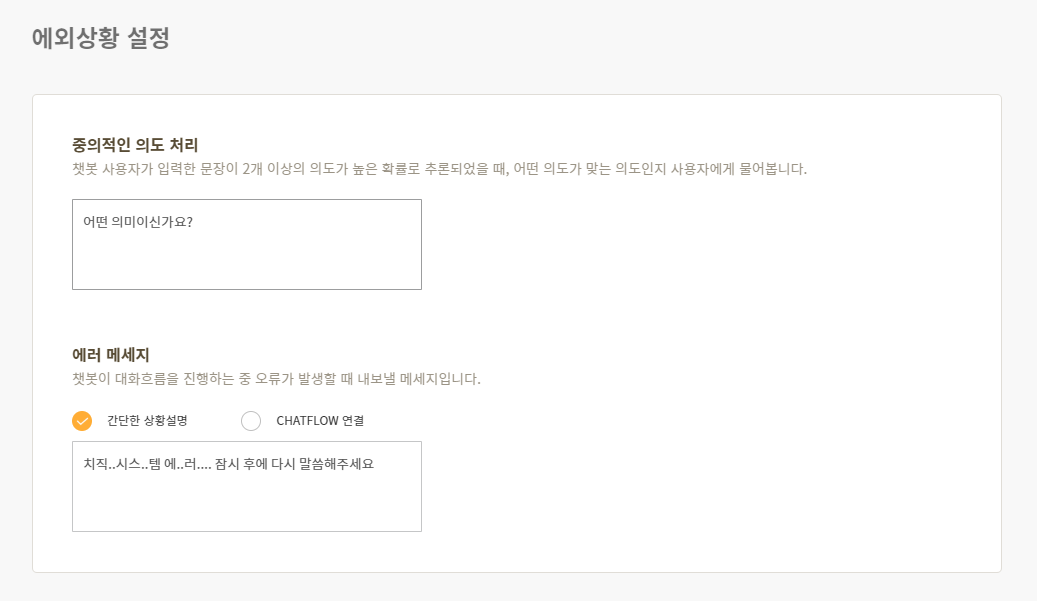 에외상황 설정
중의적인 의도 처리
챗봇 사용자가 입력한 문장이 2개 이상의 의도가 높은 확률로 추론되었을 때, 어떤 의도가 맞는 의도인지 사용자에게 물어봅니다.
어떤 의미이신가요?
에러 메세지
챗봇이 대화흐름을 진행하는 중 오류가 발생할 때 내보낼 메세지입니다.
간단한 상황설명 CHATFLOW 연결
치직..시스..템 에..러.... 잠시 후에 다시 말씀해주세요